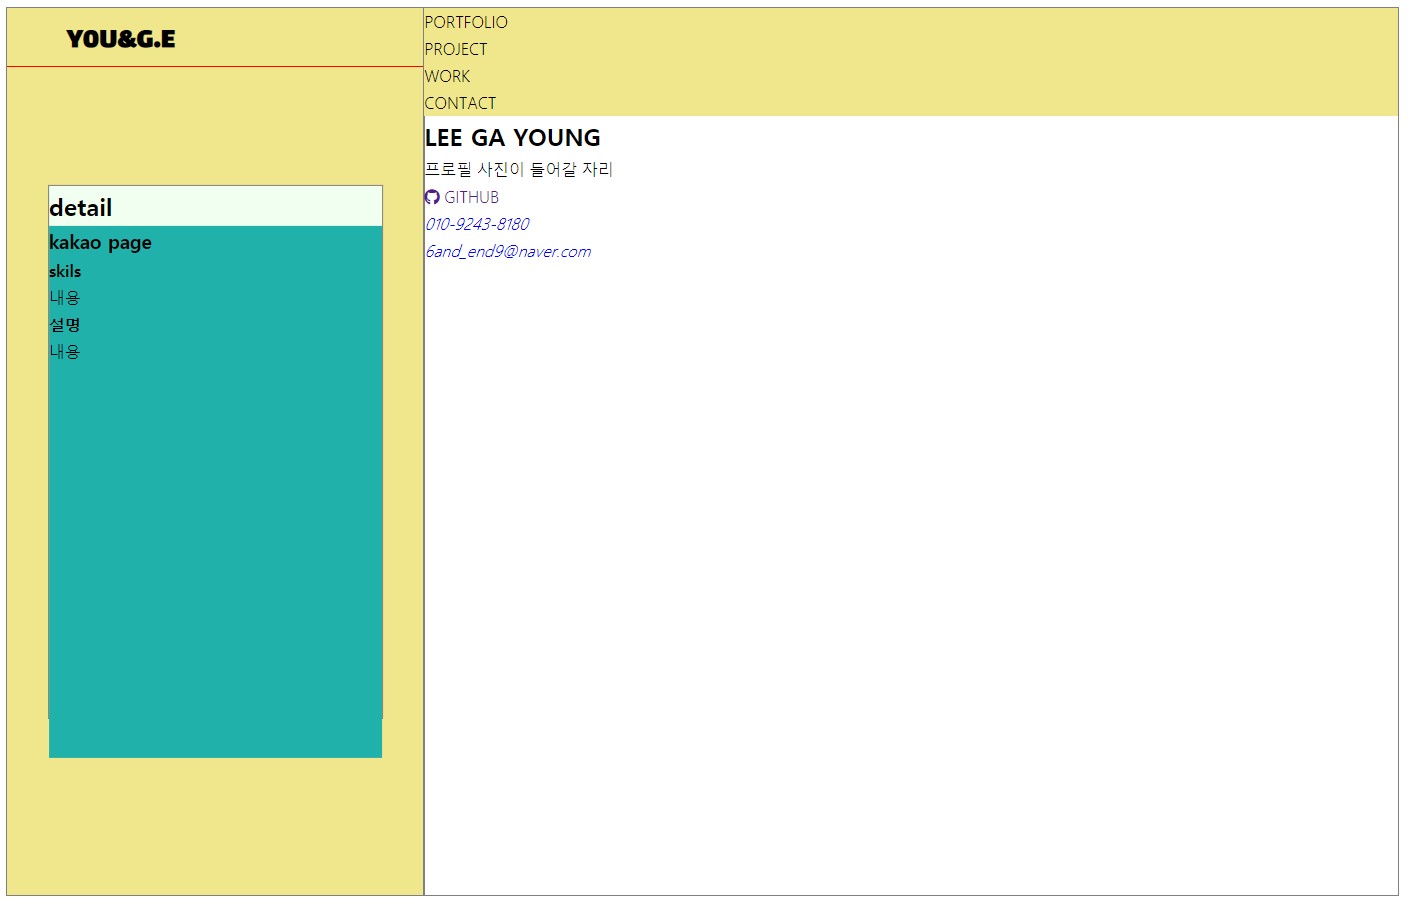 YOU&G.E
PORTFOLIO
PROJECT
WORK
CONTACT
detail
kakao page
skils
내용
설명
내용
LEE GA YOUNG
프로필 사진이 들어갈 자리
GITHUB
010-9243-8180
6and_end9@naver.com